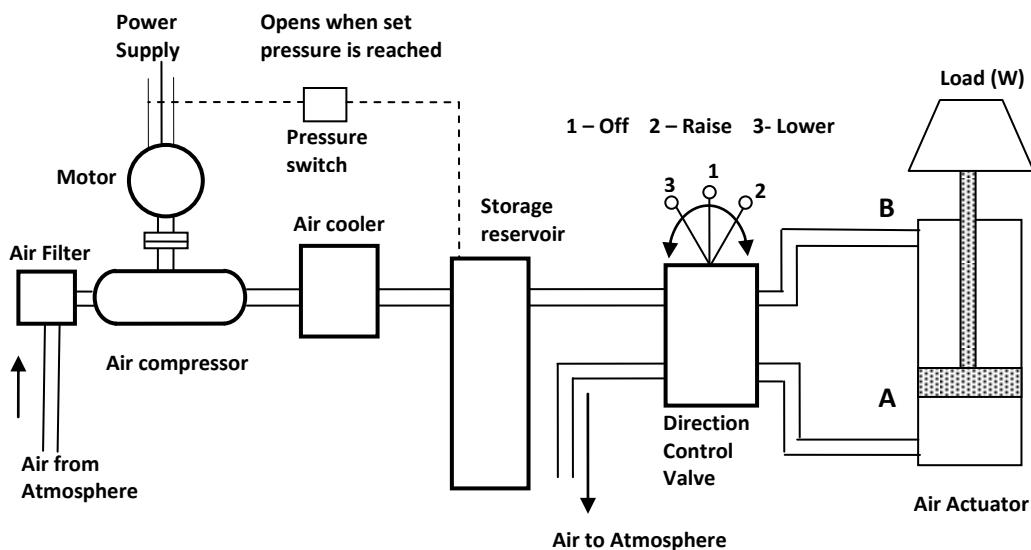 Power
Supply
Opens when set
pressure is reached
Load (W)
1 – Off 2 – Raise 3- Lower
Pressure
switch
Motor
1
3
2
Storage
reservoir
B
Air cooler
Air Filter
Air compressor
A
Direction
Control
Valve
Air from
Atmosphere
Air Actuator
Air to Atmosphere